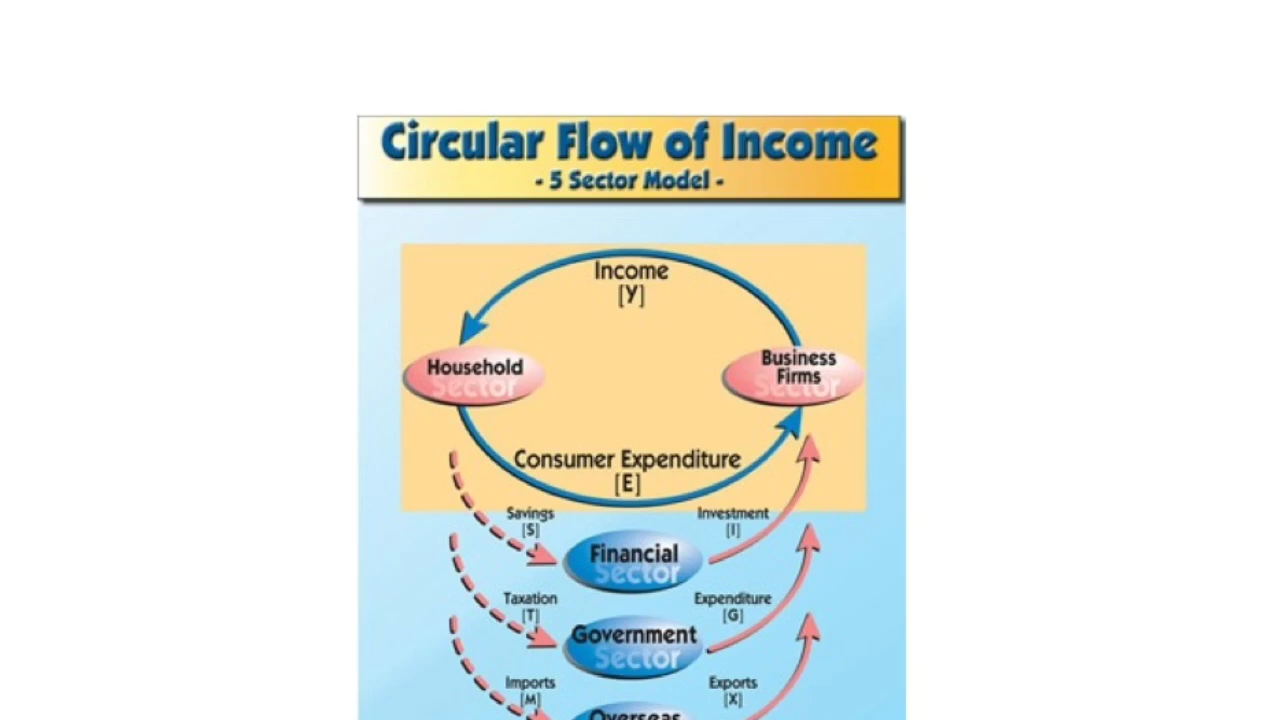 Circular Flow of Income
- 5 Sector Model -
Income
[Y]
Household
Sector
Business
Firms
Sector
Consumer Expenditure
[E]
Savings
[S]
Investment
[I]
Financial
Sector
Taxation
[T]
Expenditure
[G]
Government
Sector
Imports
[M]
Exports
[X]
Overseas